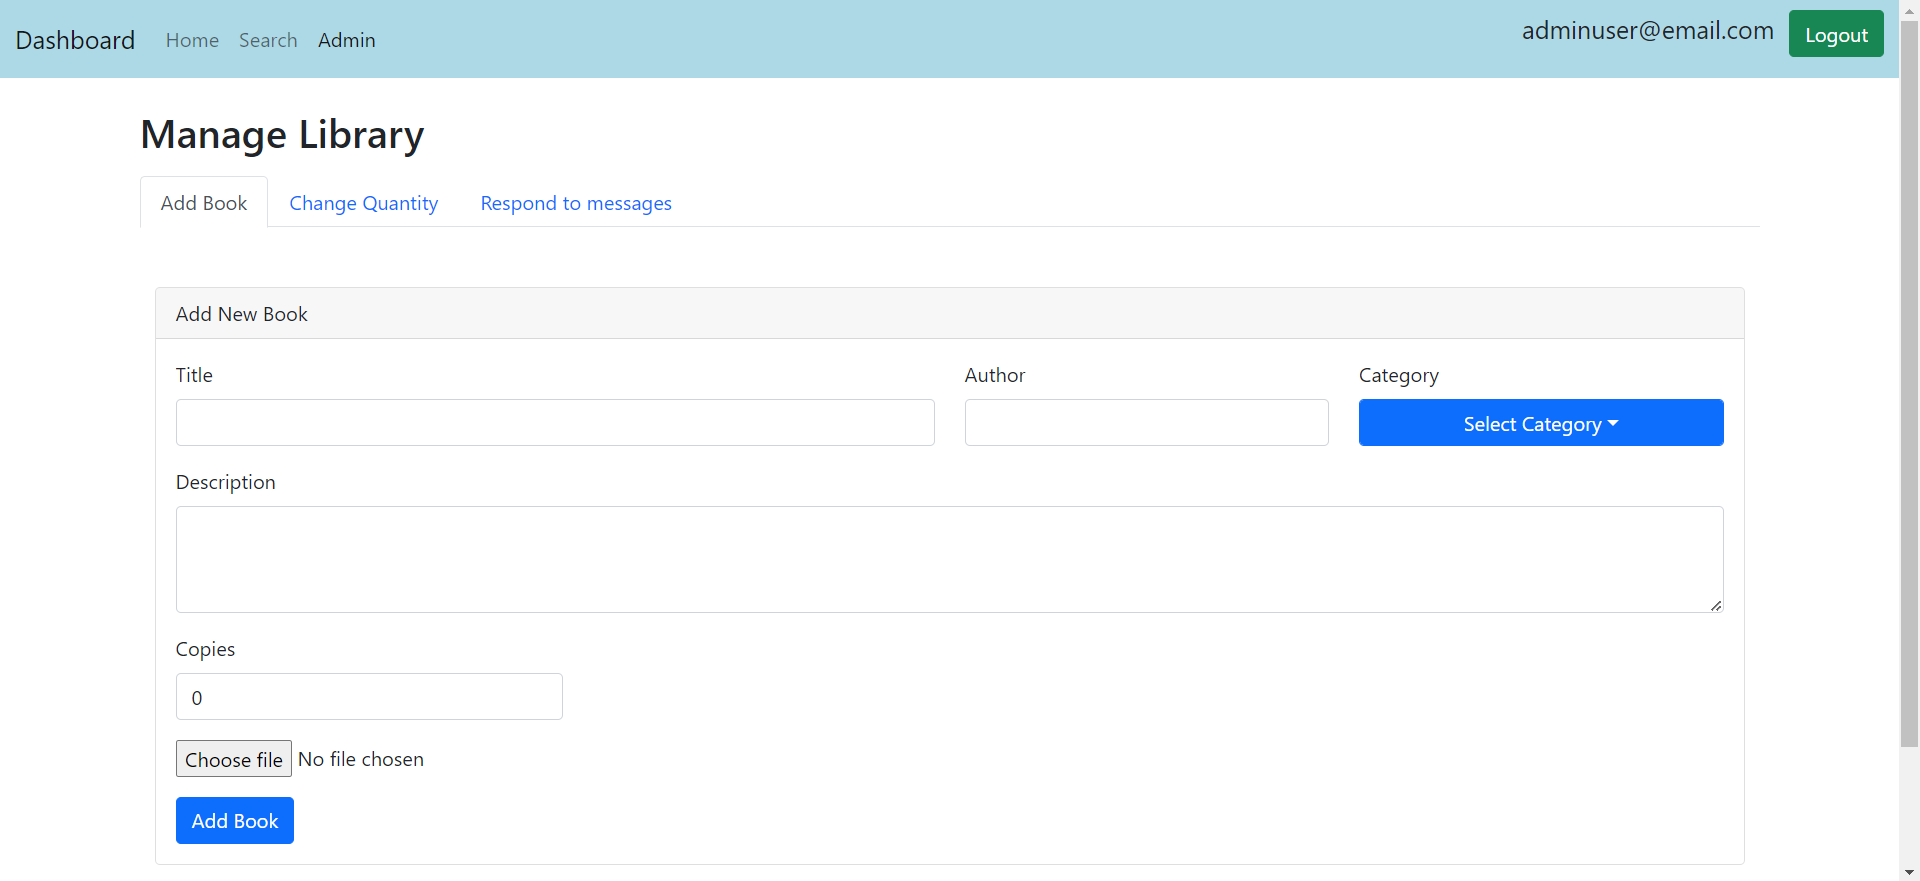 Dashboard Home Search Admin adminuser@email.com Logout
Manage Library
Add Book Change Quantity Respond to messages
Add New Book
Title Author Category
Select Category
Description
Copies
0
Choose file No file chosen
Add Book